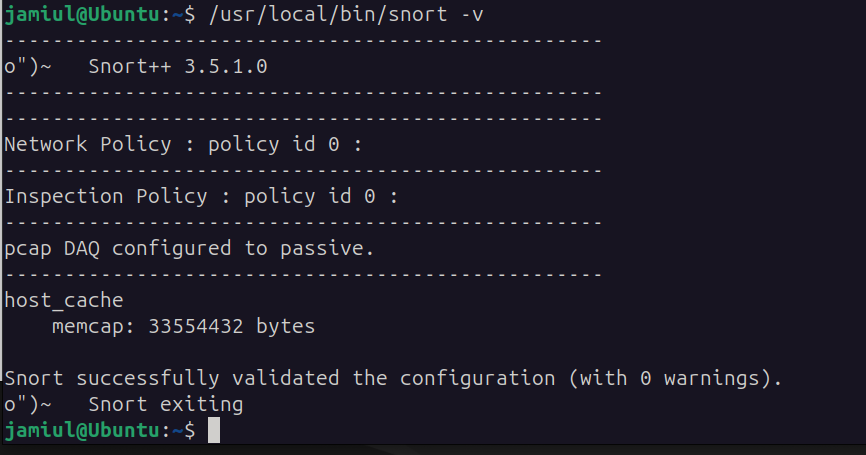 jamiul@Ubuntu:~$ /usr/local/bin/snort -v
--------------------------------------------------
o")~   Snort++ 3.5.1.0
--------------------------------------------------
--------------------------------------------------
Network Policy : policy id 0 :
--------------------------------------------------
Inspection Policy : policy id 0 :
--------------------------------------------------
pcap DAQ configured to passive.
--------------------------------------------------
host_cache
    memcap: 33554432 bytes
Snort successfully validated the configuration (with 0 warnings).
o")~   Snort exiting
jamiul@Ubuntu:~$